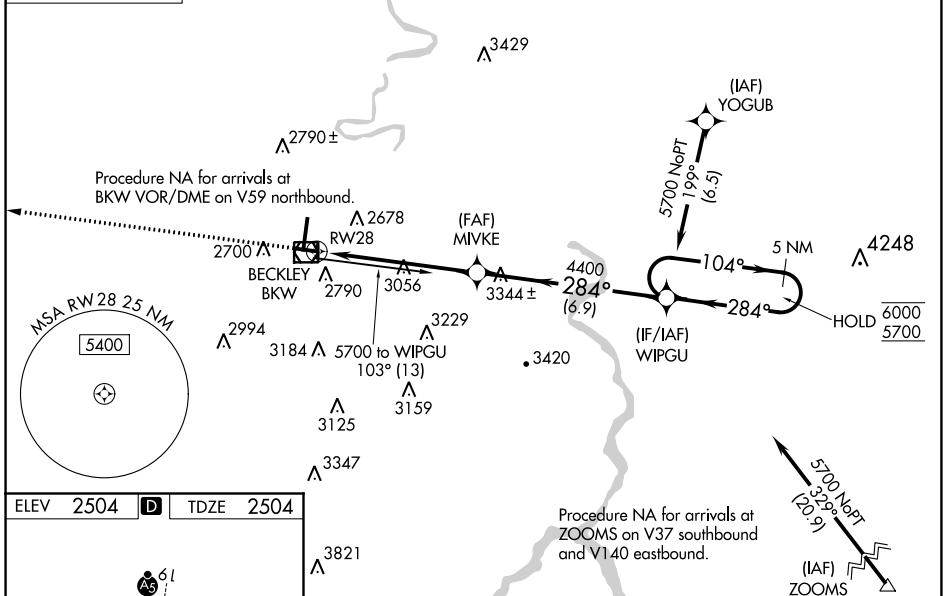 3429
(IAF)
YOGUB
2790 ±
5700 NoPT
199°
(6.5)
Procedure NA for arrivals at
BKW VOR/DME on V59 northbound.
2678
RW28
(FAF)
MIVKE
5 NM
4248
2700
BECKLEY
BKW
2790
3056
3344 ±
4400
284°
(6.9)
104°
284°
HOLD
6000
5700
(IF/IAF)
WIPGU
MSA RW 28 25 NM
5400
2994
3184
3229
5700 to WIPGU
103° (13)
3420
3159
3125
3347
5700 NoPT
329°
(20.9)
ELEV 2504 D TDZE 2504
Procedure NA for arrivals at
ZOOMS on V37 southbound
and V140 eastbound.
3821
(IAF)
ZOOMS
A5
19